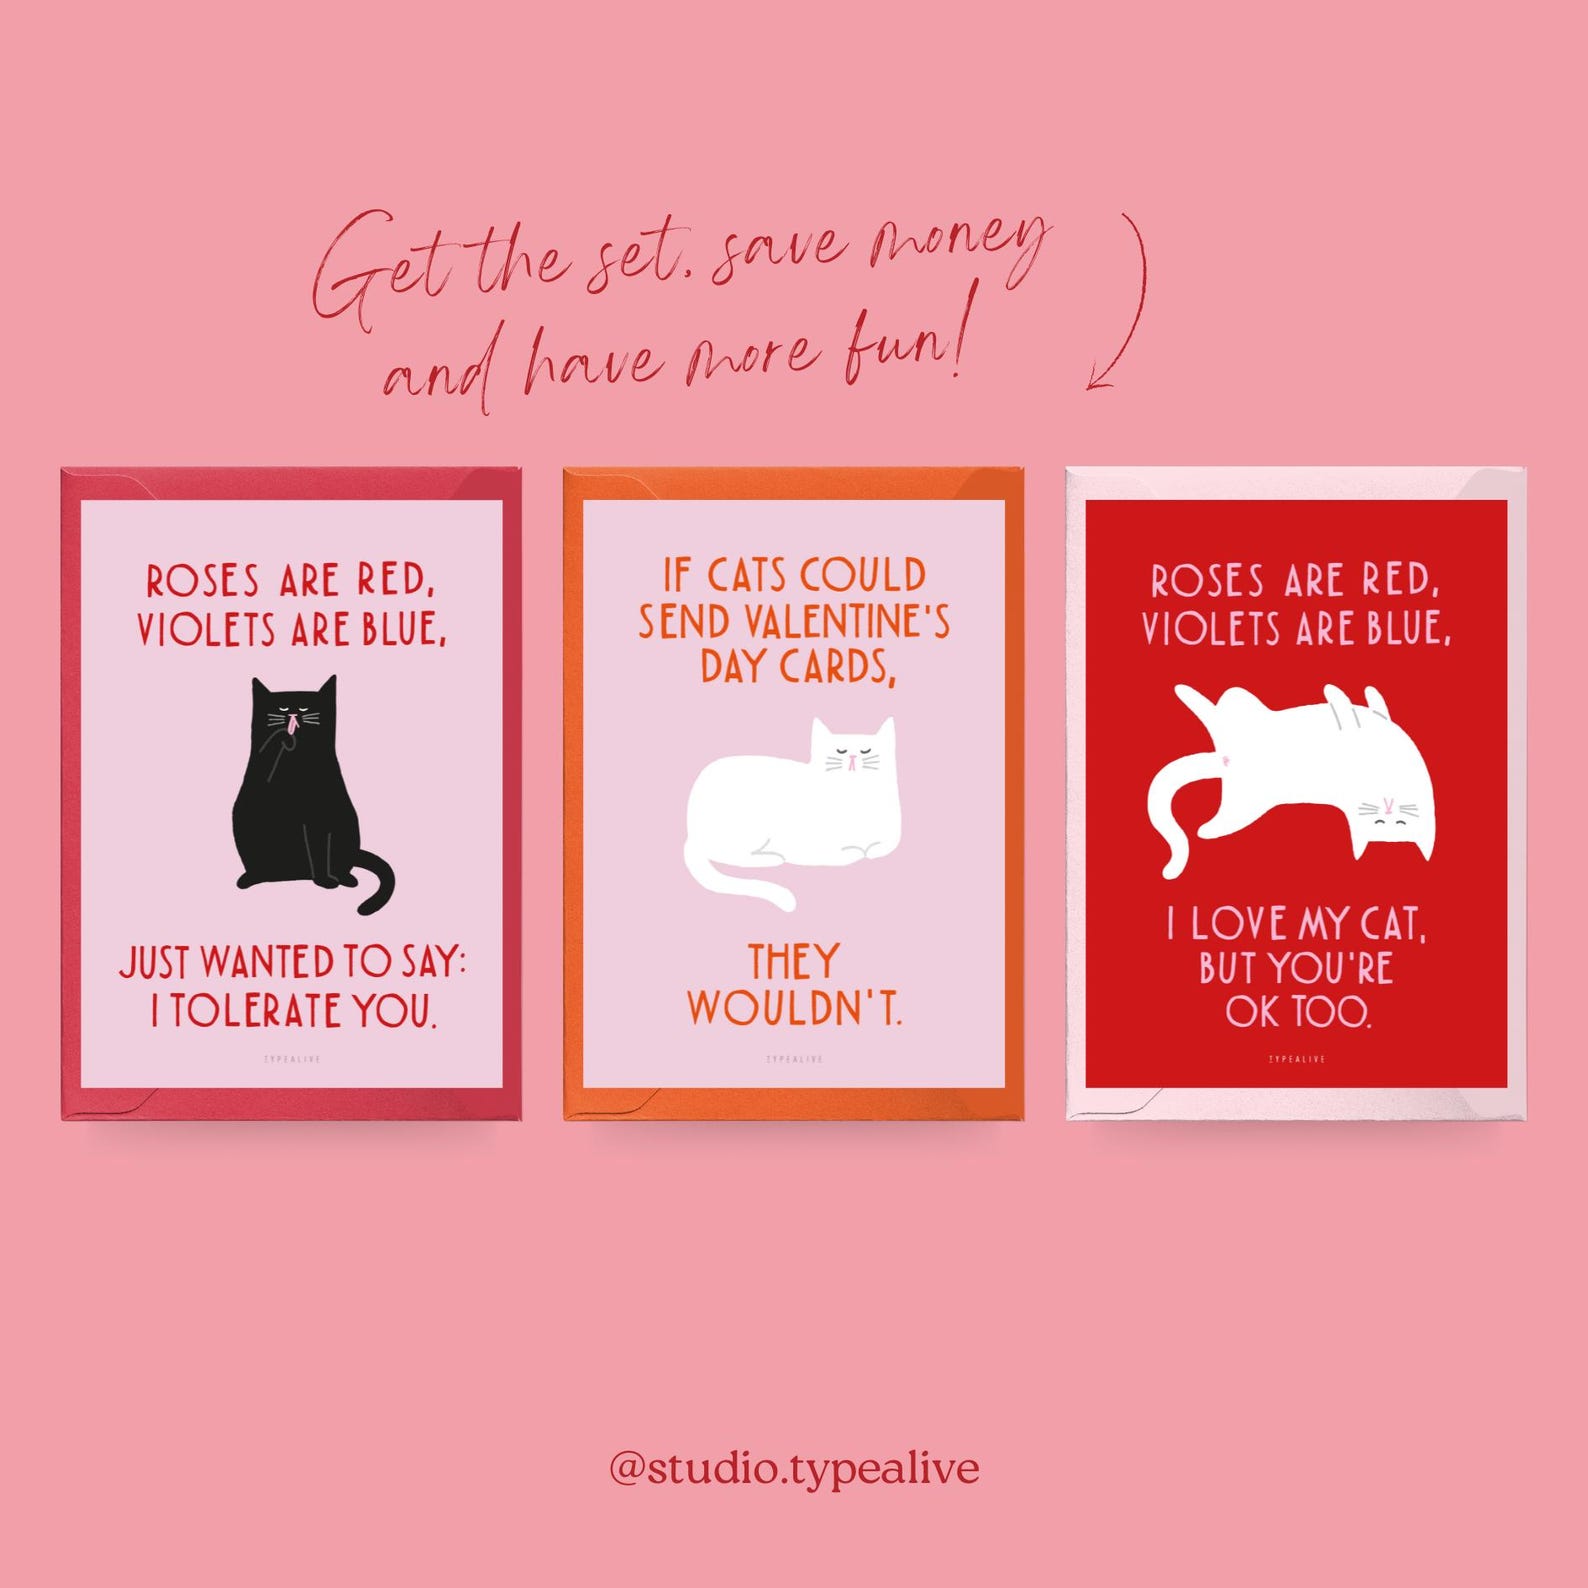 Get the set, save money
and have more fun!
ROSES ARE RED,
VIOLETS ARE BLUE,
JUST WANTED TO SAY:
I TOLERATE YOU.
TYPEALIVE
IF CATS COULD
SEND VALENTINE'S
DAY CARDS,
THEY
WOULDN'T.
TYPEALIVE
ROSES ARE RED,
VIOLETS ARE BLUE,
I LOVE MY CAT,
BUT YOU'RE
OK TOO.
TYPEALIVE
@studio.typealive